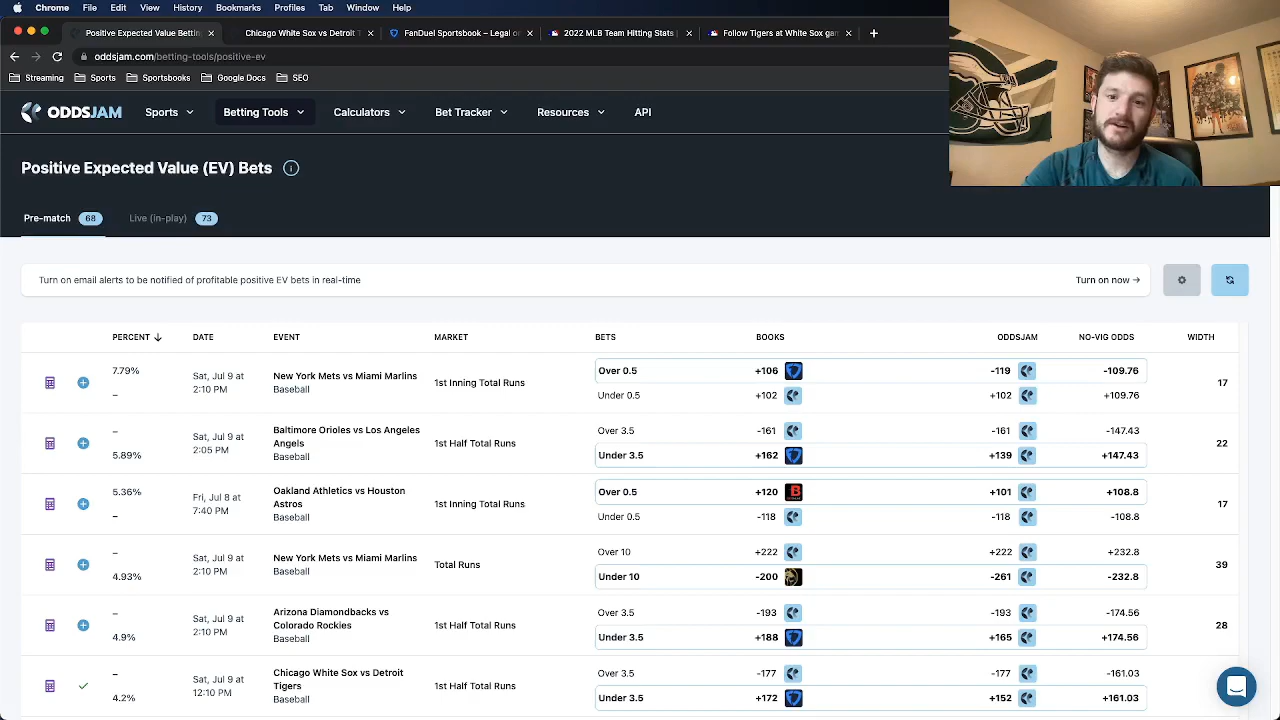 Chrome File Edit View History Bookmarks Profiles Tab Window Help
Positive Expected Value (EV) Bettin
Chicago White Sox vs Detroit T
FanDuel Sportsbook - Lake Eli
2022 MLB Team Hitting Stats |
Follow Tigers at White Sox gam
oddsjam.com/betting-tools/positive-ev
Streaming Sports Sportsbooks Google Docs SEO
ODDSJAM Sports Betting Tools Calculators Bet Tracker Resources API
Positive Expected Value (EV) Bets
Pre-match 68 Live (In-play) 73
Turn on email alerts to be notified of profitable positive EV bets in real-time Turn on now →
PERCENT ↓ DATE EVENT MARKET BETS BOOKS ODDSJAM NO-VIG ODDS WIDTH
7.79% Over 0.5 +106 -119 -109.76
Sat, Jul 9 at 2:10 PM New York Mets vs Miami Marlins Baseball 1st Inning Total Runs 17
– Under 0.5 +102 +102 +109.76
– Over 3.5 -161 -161 -147.43
Sat, Jul 9 at 2:05 PM Baltimore Orioles vs Los Angeles Angels Baseball 1st Half Total Runs 22
5.89% Under 3.5 +162 +139 +147.43
5.36% Over 0.5 +120 B +101 +108.8
Fri, Jul 8 at 7:40 PM Oakland Athletics vs Houston Astros Baseball 1st Inning Total Runs 17
– Under 0.5 -118 -118 -108.8
– Over 10 +222 +222 +232.8
Sat, Jul 9 at 2:10 PM New York Mets vs Miami Marlins Baseball Total Runs 39
4.93% Under 10 -200 -261 -232.8
– Over 3.5 -193 -193 -174.56
Sat, Jul 9 at 2:10 PM Arizona Diamondbacks vs Colorado Rockies Baseball 1st Half Total Runs 28
4.9% Under 3.5 +188 +165 +174.56
– Over 3.5 -177 -177 -161.03
Sat, Jul 9 at 12:10 PM Chicago White Sox vs Detroit Tigers Baseball 1st Half Total Runs
4.2% Under 3.5 +172 +152 +161.03